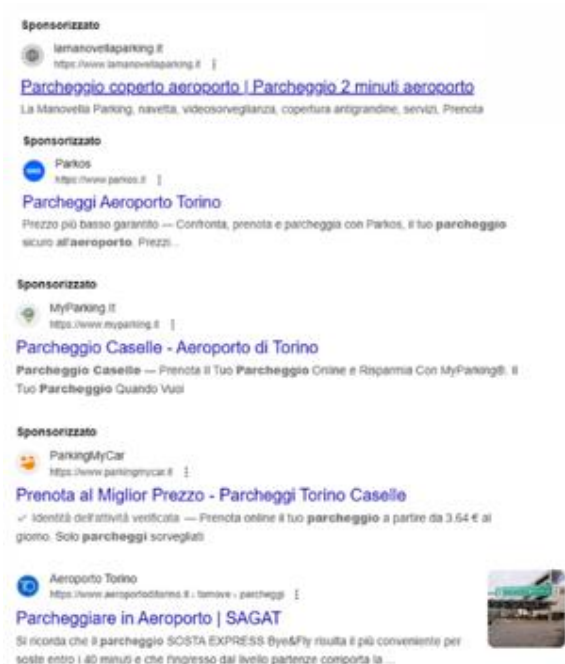 Sponsorizzato
lamanovellaparking.it
https://www.lamanovellaparking.it
Parcheggio coperto aeroporto | Parcheggio 2 minuti aeroporto
La Manovella Parking, navetta, videosorveglianza, copertura antigrandine, servizi, Prenota
Sponsorizzato
Parkos
https://www.parkos.it
Parcheggi Aeroporto Torino
Prezzo più basso garantito — Confronta, prenota e parcheggia con Parkos, il tuo parcheggio
sicuro all'aeroporto. Prezzi...
Sponsorizzato
MyParking.it
https://www.myparking.it
Parcheggio Caselle - Aeroporto di Torino
Parcheggio Caselle — Prenota Il Tuo Parcheggio Online e Risparmia Con MyParking®. Il
Tuo Parcheggio Quando Vuoi
Sponsorizzato
ParkingMyCar
https://www.parkingmycar.it
Prenota al Miglior Prezzo - Parcheggi Torino Caselle
✓ Identità dell'attività verificata — Prenota online il tuo parcheggio a partire da 3.64 € al
giorno. Solo parcheggi sorvegliati
Aeroporto Torino
https://www.aeroportoditorino.it › tornove › parcheggi
Parcheggiare in Aeroporto | SAGAT
Si ricorda che il parcheggio SOSTA EXPRESS Bye&Fly risulta il più conveniente per
soste entro i 40 minuti e che l'ingresso dal livello partenze comporta la ...